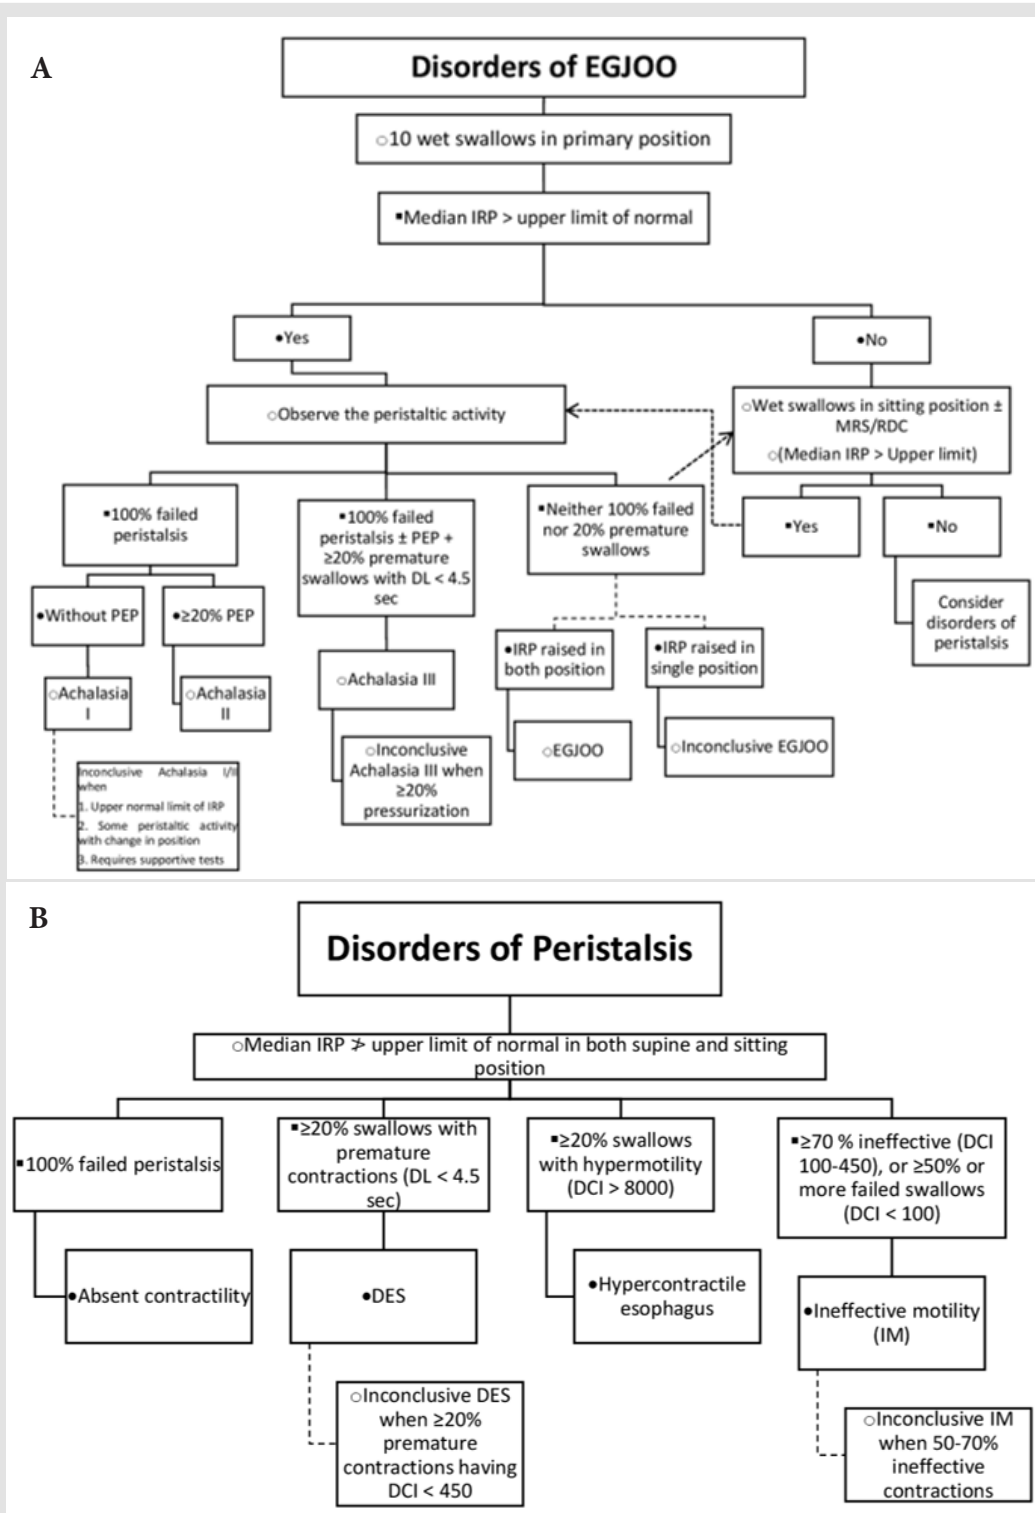 A
Disorders of EGJOO
○10 wet swallows in primary position
▪Median IRP > upper limit of normal
●Yes
●No
○Observe the peristaltic activity
○Wet swallows in sitting position ±
MRS/RDC
○(Median IRP > Upper limit)
▪100% failed
peristalsis
▪100% failed
peristalsis ± PEP +
≥20% premature
swallows with DL < 4.5
sec
▪Neither 100% failed
nor 20% premature
swallows
▪Yes
▪No
●Without PEP
●≥20% PEP
Consider
disorders of
peristalsis
○Achalasia
I
○Achalasia
II
○Achalasia III
●IRP raised in
both position
●IRP raised in
single position
○EGJOO
○Inconclusive EGJOO
Inconclusive Achalasia I/II
when
1. Upper normal limit of IRP
2. Some peristaltic activity
with change in position
3. Requires supportive tests
○Inconclusive
Achalasia III when
≥20%
pressurization
B
Disorders of Peristalsis
○Median IRP ≯ upper limit of normal in both supine and sitting
position
▪100% failed peristalsis
▪≥20% swallows with
premature
contractions (DL < 4.5
sec)
▪≥20% swallows
with hypermotility
(DCI > 8000)
▪≥70 % ineffective (DCI
100-450), or ≥50% or
more failed swallows
(DCI < 100)
●Absent contractility
●DES
●Hypercontractile
esophagus
●Ineffective motility
(IM)
○Inconclusive DES
when ≥20%
premature
contractions having
DCI < 450
○Inconclusive IM
when 50-70%
ineffective
contractions